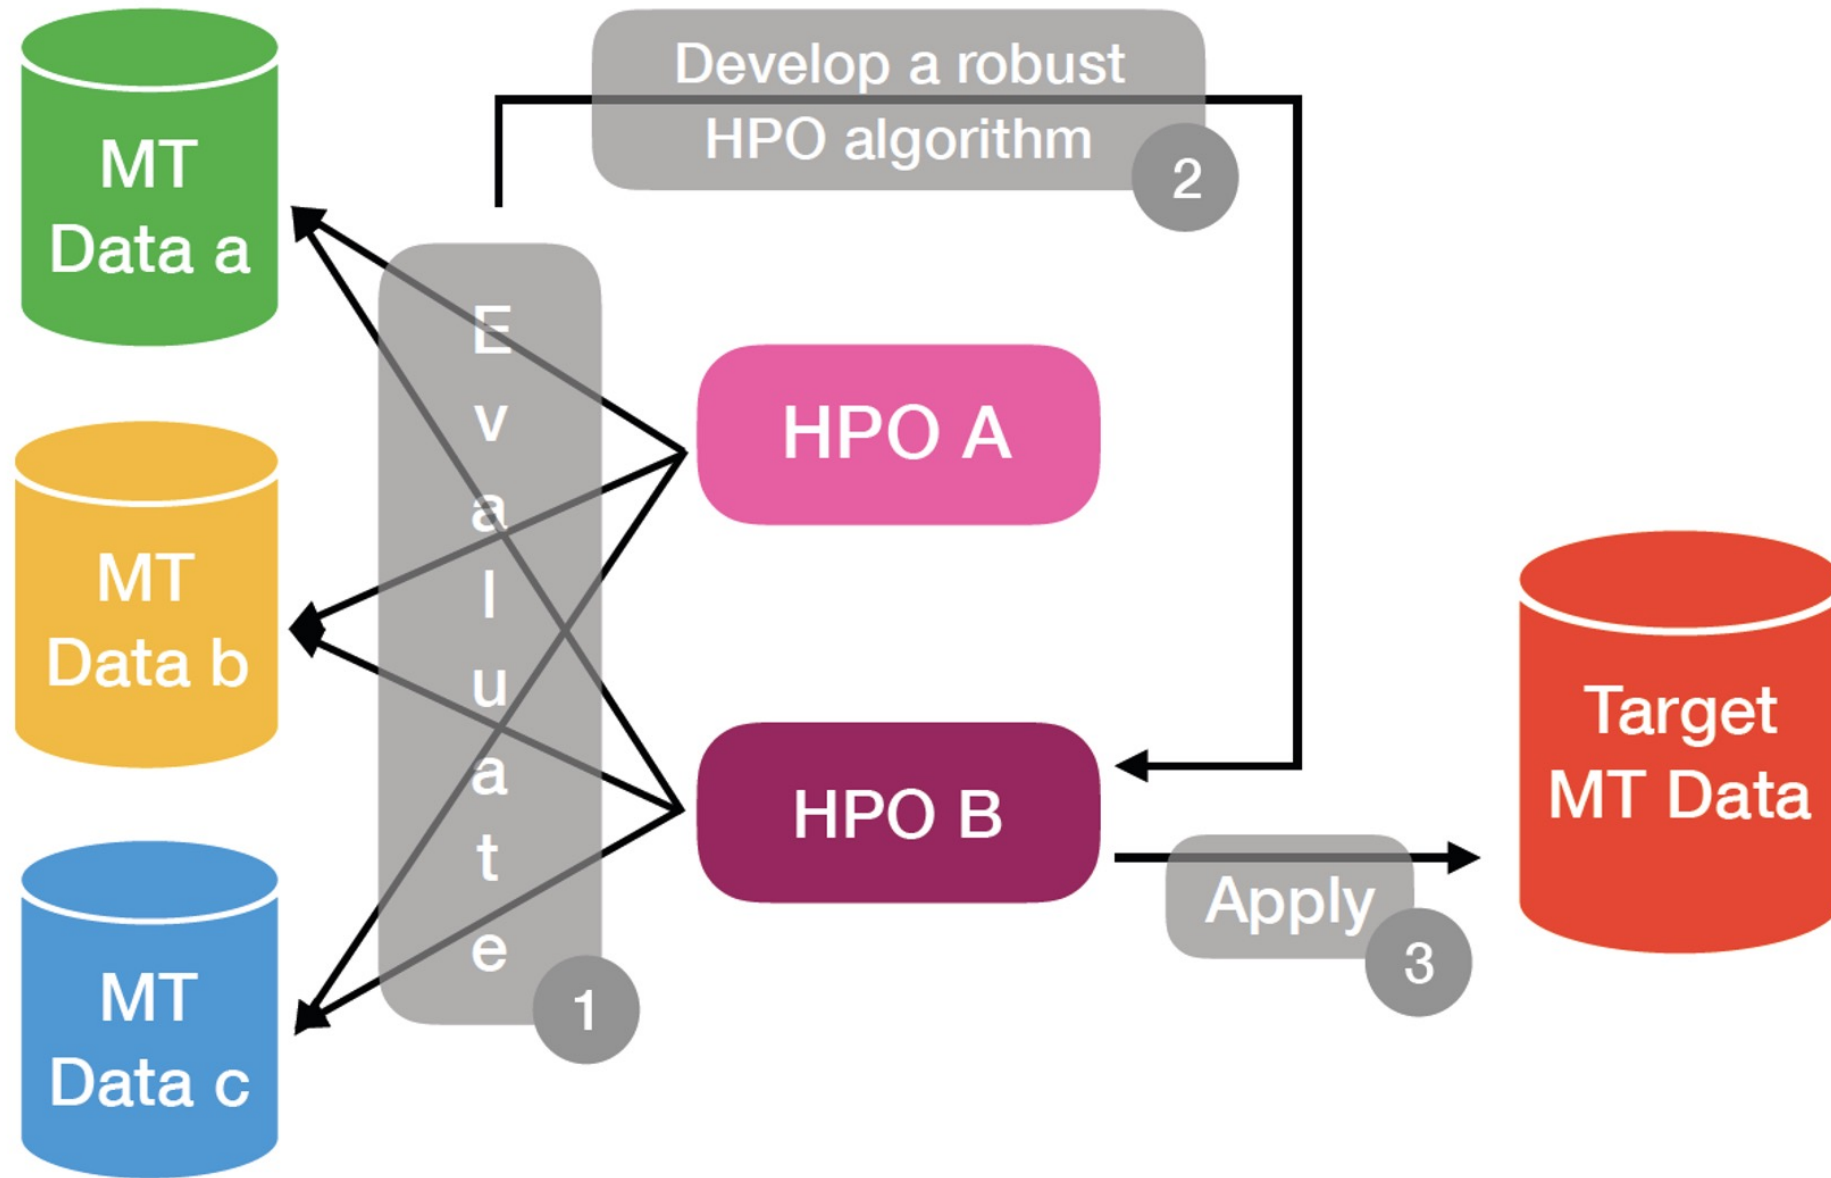 MT
Data a
MT
Data b
MT
Data c
Evaluate
1
Develop a robust
HPO algorithm
2
HPO A
HPO B
Apply
3
Target
MT Data